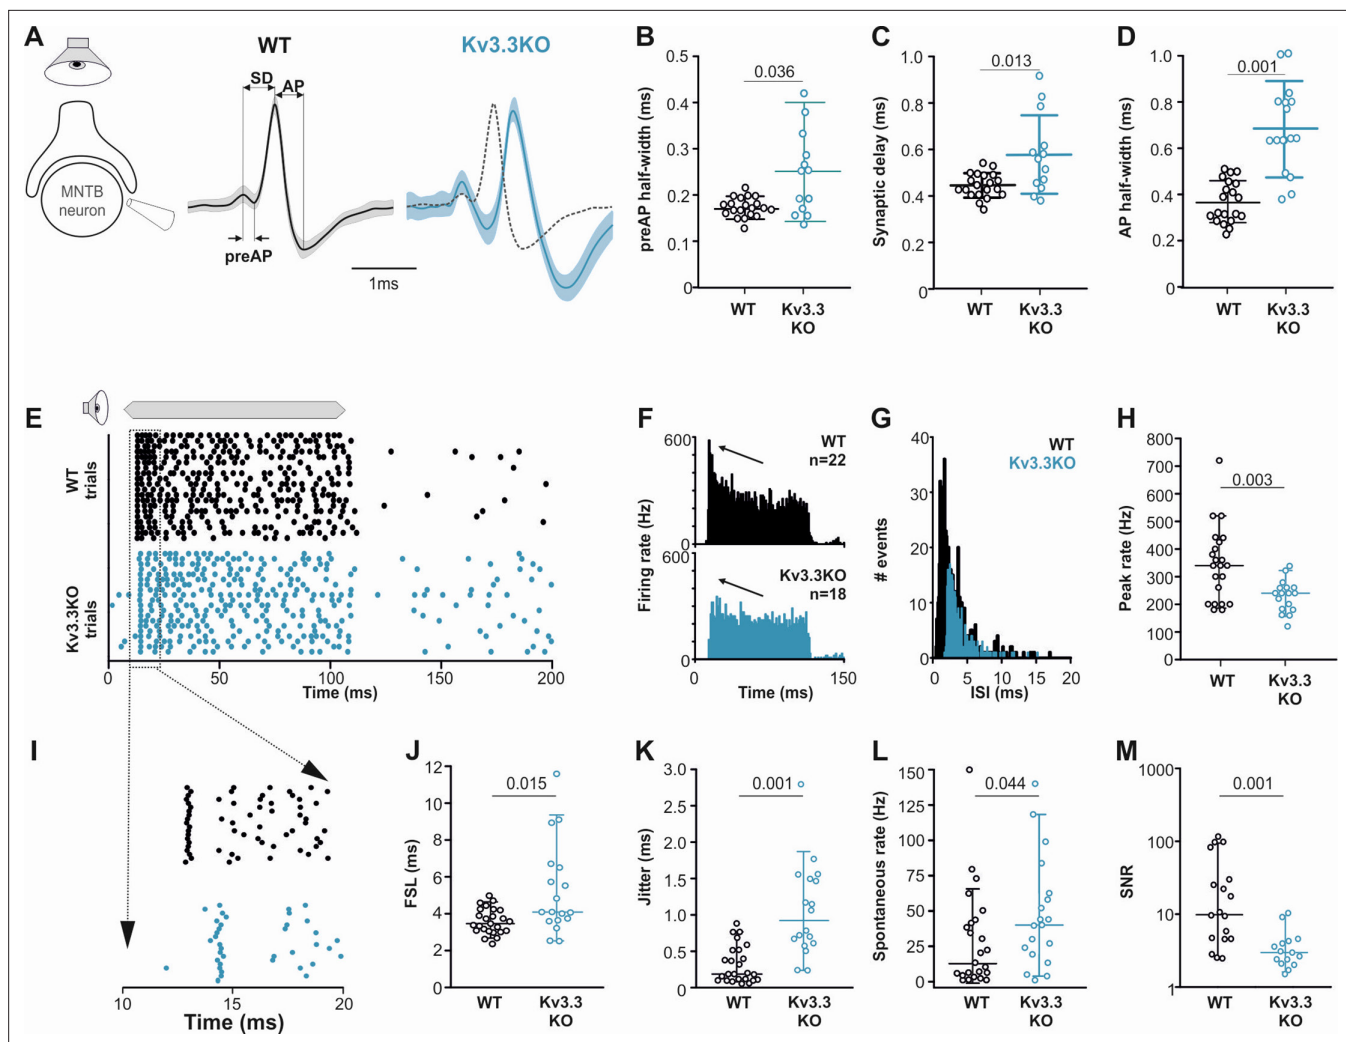 A
WT
Kv3.3KO
SD
AP
MNTB
neuron
preAP
1ms
B
preAP half-width (ms)
0.5
0.4
0.3
0.2
0.1
0
0.036
WT
Kv3.3
KO
C
Synaptic delay (ms)
1.0
0.8
0.6
0.4
0.2
0
0.013
WT
Kv3.3
KO
D
AP half-width (ms)
1.0
0.8
0.6
0.4
0.2
0
0.001
WT
Kv3.3
KO
E
WT
trials
Kv3.3KO
trials
0
50
100
150
200
Time (ms)
F
Firing rate (Hz)
600
0
600
0
WT
n=22
Kv3.3KO
n=18
0
150
Time (ms)
G
# events
40
30
20
10
0
WT
Kv3.3KO
0
5
10
15
20
ISI (ms)
H
Peak rate (Hz)
800
700
600
500
400
300
200
100
0
0.003
WT
Kv3.3
KO
I
10
15
20
Time (ms)
J
FSL (ms)
12
10
8
6
4
2
0
0.015
WT
Kv3.3
KO
K
Jitter (ms)
3.0
2.5
2.0
1.5
1.0
0.5
0
0.001
WT
Kv3.3
KO
L
Spontaneous rate (Hz)
150
125
100
75
50
25
0
0.044
WT
Kv3.3
KO
M
SNR
1000
100
10
1
0.001
WT
Kv3.3
KO